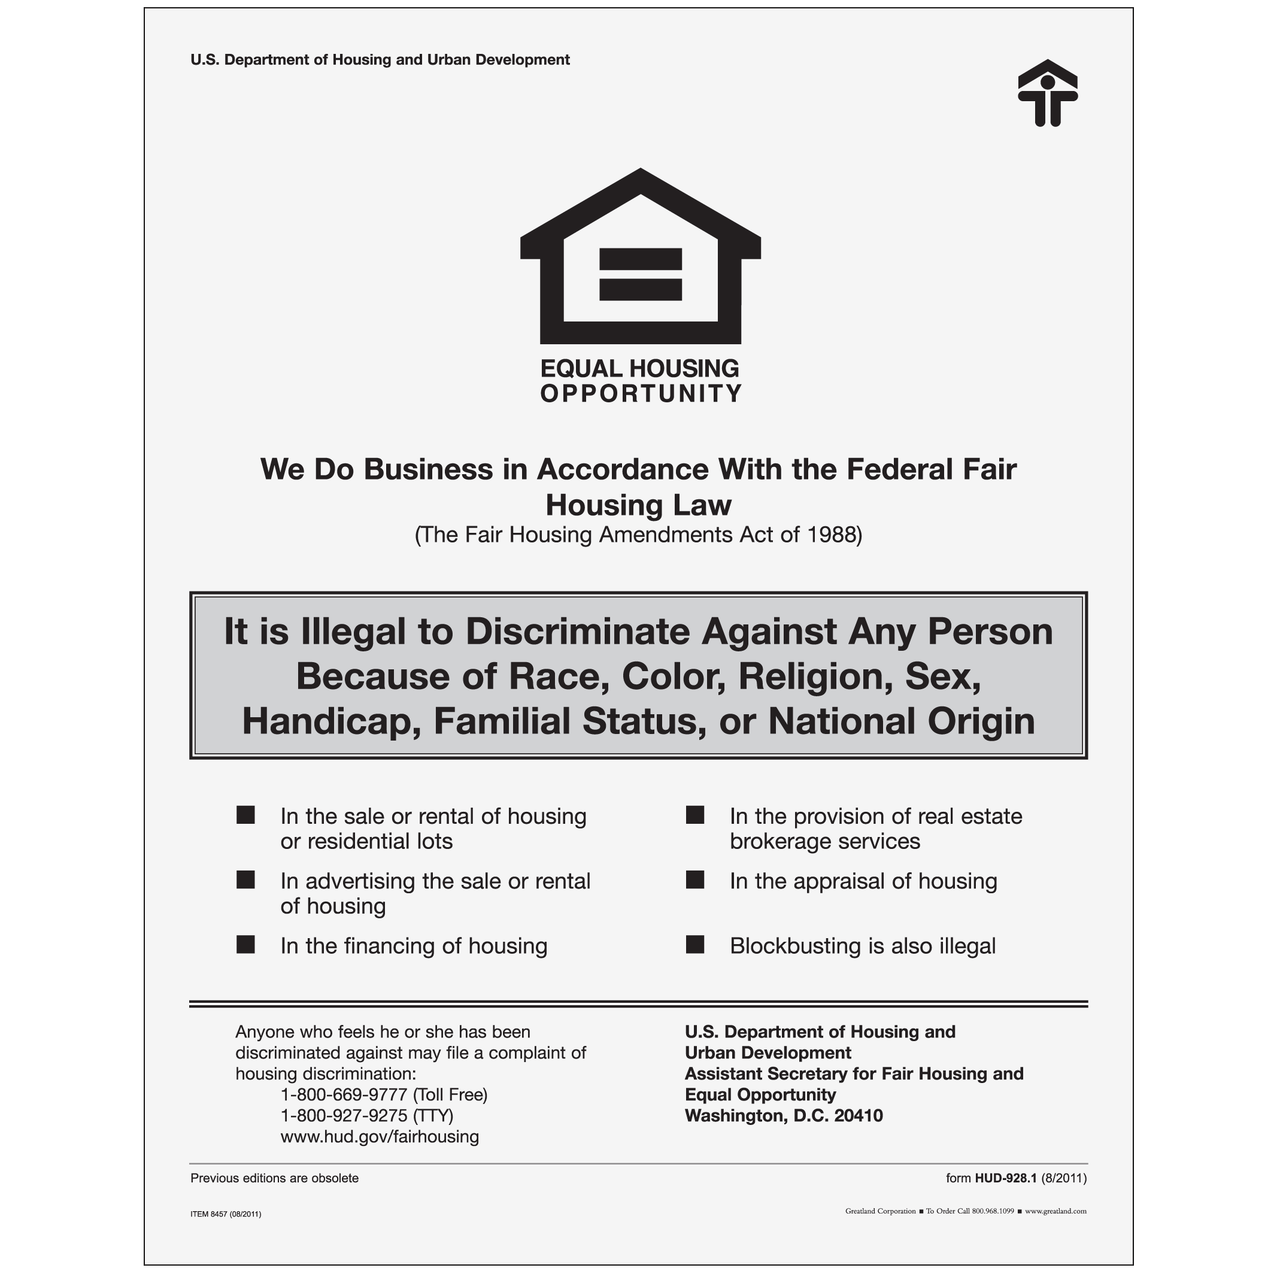 U.S. Department of Housing and Urban Development
EQUAL HOUSING
OPPORTUNITY
We Do Business in Accordance With the Federal Fair
Housing Law
(The Fair Housing Amendments Act of 1988)
It is Illegal to Discriminate Against Any Person
Because of Race, Color, Religion, Sex,
Handicap, Familial Status, or National Origin
■ In the sale or rental of housing
or residential lots
■ In advertising the sale or rental
of housing
■ In the financing of housing
■ In the provision of real estate
brokerage services
■ In the appraisal of housing
■ Blockbusting is also illegal
Anyone who feels he or she has been
discriminated against may file a complaint of
housing discrimination:
1-800-669-9777 (Toll Free)
1-800-927-9275 (TTY)
www.hud.gov/fairhousing
U.S. Department of Housing and
Urban Development
Assistant Secretary for Fair Housing and
Equal Opportunity
Washington, D.C. 20410
Previous editions are obsolete
form HUD-928.1 (8/2011)
ITEM 8457 (08/2011)
Greatland Corporation ■ To Order Call 800.968.1099 ■ www.greatland.com